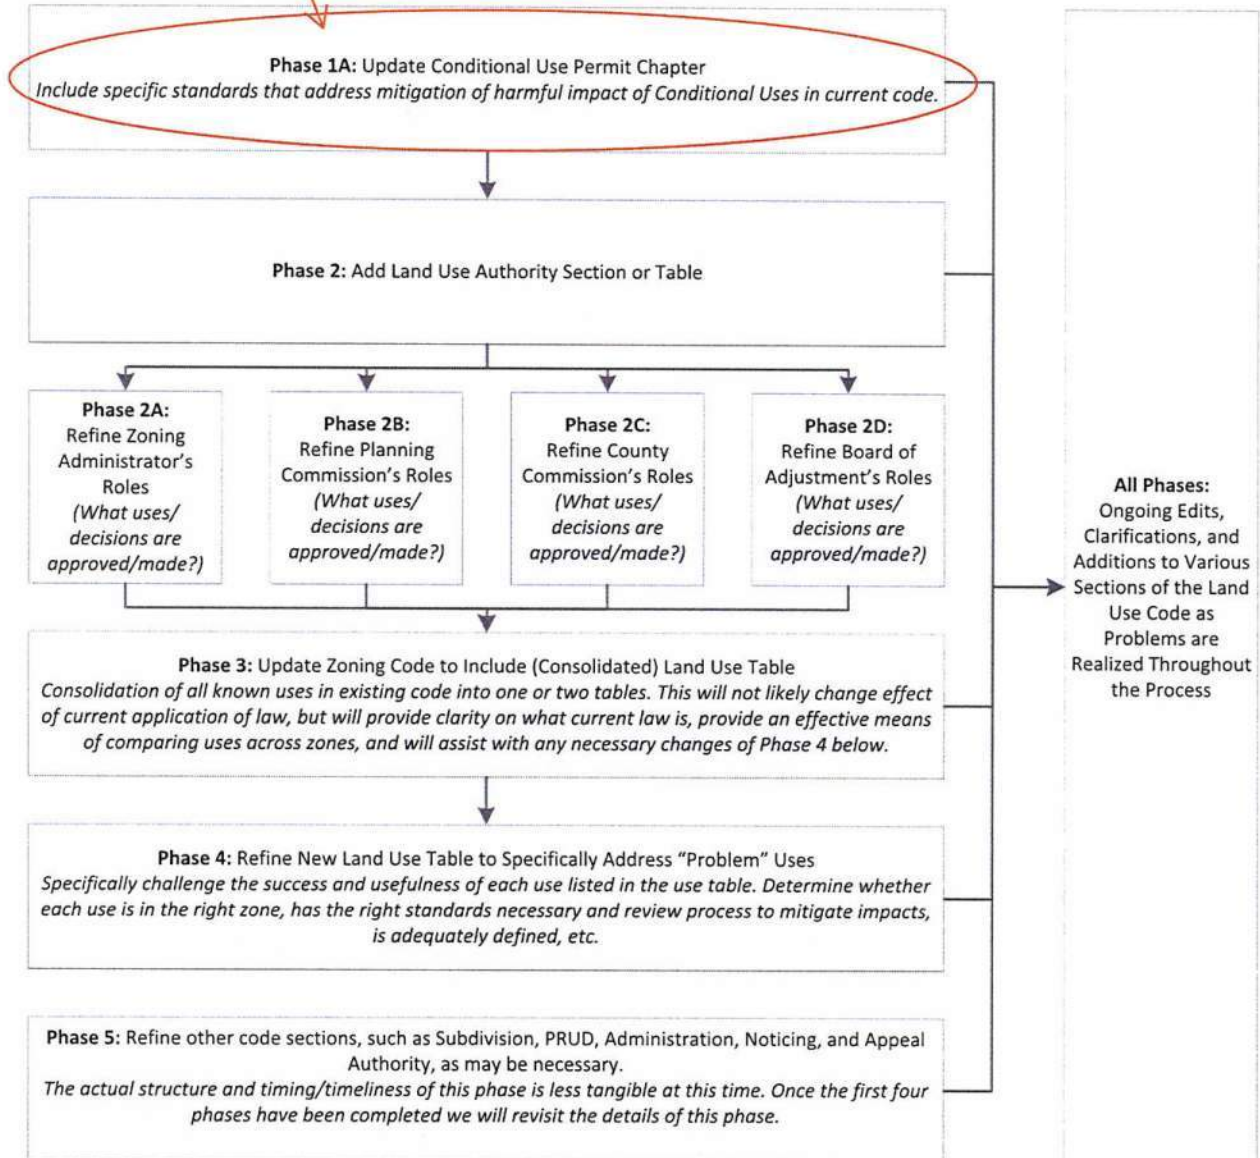 Phase 1A: Update Conditional Use Permit Chapter
Include specific standards that address mitigation of harmful impact of Conditional Uses in current code.
Phase 2: Add Land Use Authority Section or Table
Phase 2A:
Refine Zoning
Administrator's
Roles
(What uses/
decisions are
approved/made?)
Phase 2B:
Refine Planning
Commission's Roles
(What uses/
decisions are
approved/made?)
Phase 2C:
Refine County
Commission's Roles
(What uses/
decisions are
approved/made?)
Phase 2D:
Refine Board of
Adjustment's Roles
(What uses/
decisions are
approved/made?)
Phase 3: Update Zoning Code to Include (Consolidated) Land Use Table
Consolidation of all known uses in existing code into one or two tables. This will not likely change effect
of current application of law, but will provide clarity on what current law is, provide an effective means
of comparing uses across zones, and will assist with any necessary changes of Phase 4 below.
Phase 4: Refine New Land Use Table to Specifically Address "Problem" Uses
Specifically challenge the success and usefulness of each use listed in the use table. Determine whether
each use is in the right zone, has the right standards necessary and review process to mitigate impacts,
is adequately defined, etc.
Phase 5: Refine other code sections, such as Subdivision, PRUD, Administration, Noticing, and Appeal
Authority, as may be necessary.
The actual structure and timing/timeliness of this phase is less tangible at this time. Once the first four
phases have been completed we will revisit the details of this phase.
All Phases:
Ongoing Edits,
Clarifications, and
Additions to Various
Sections of the Land
Use Code as
Problems are
Realized Throughout
the Process